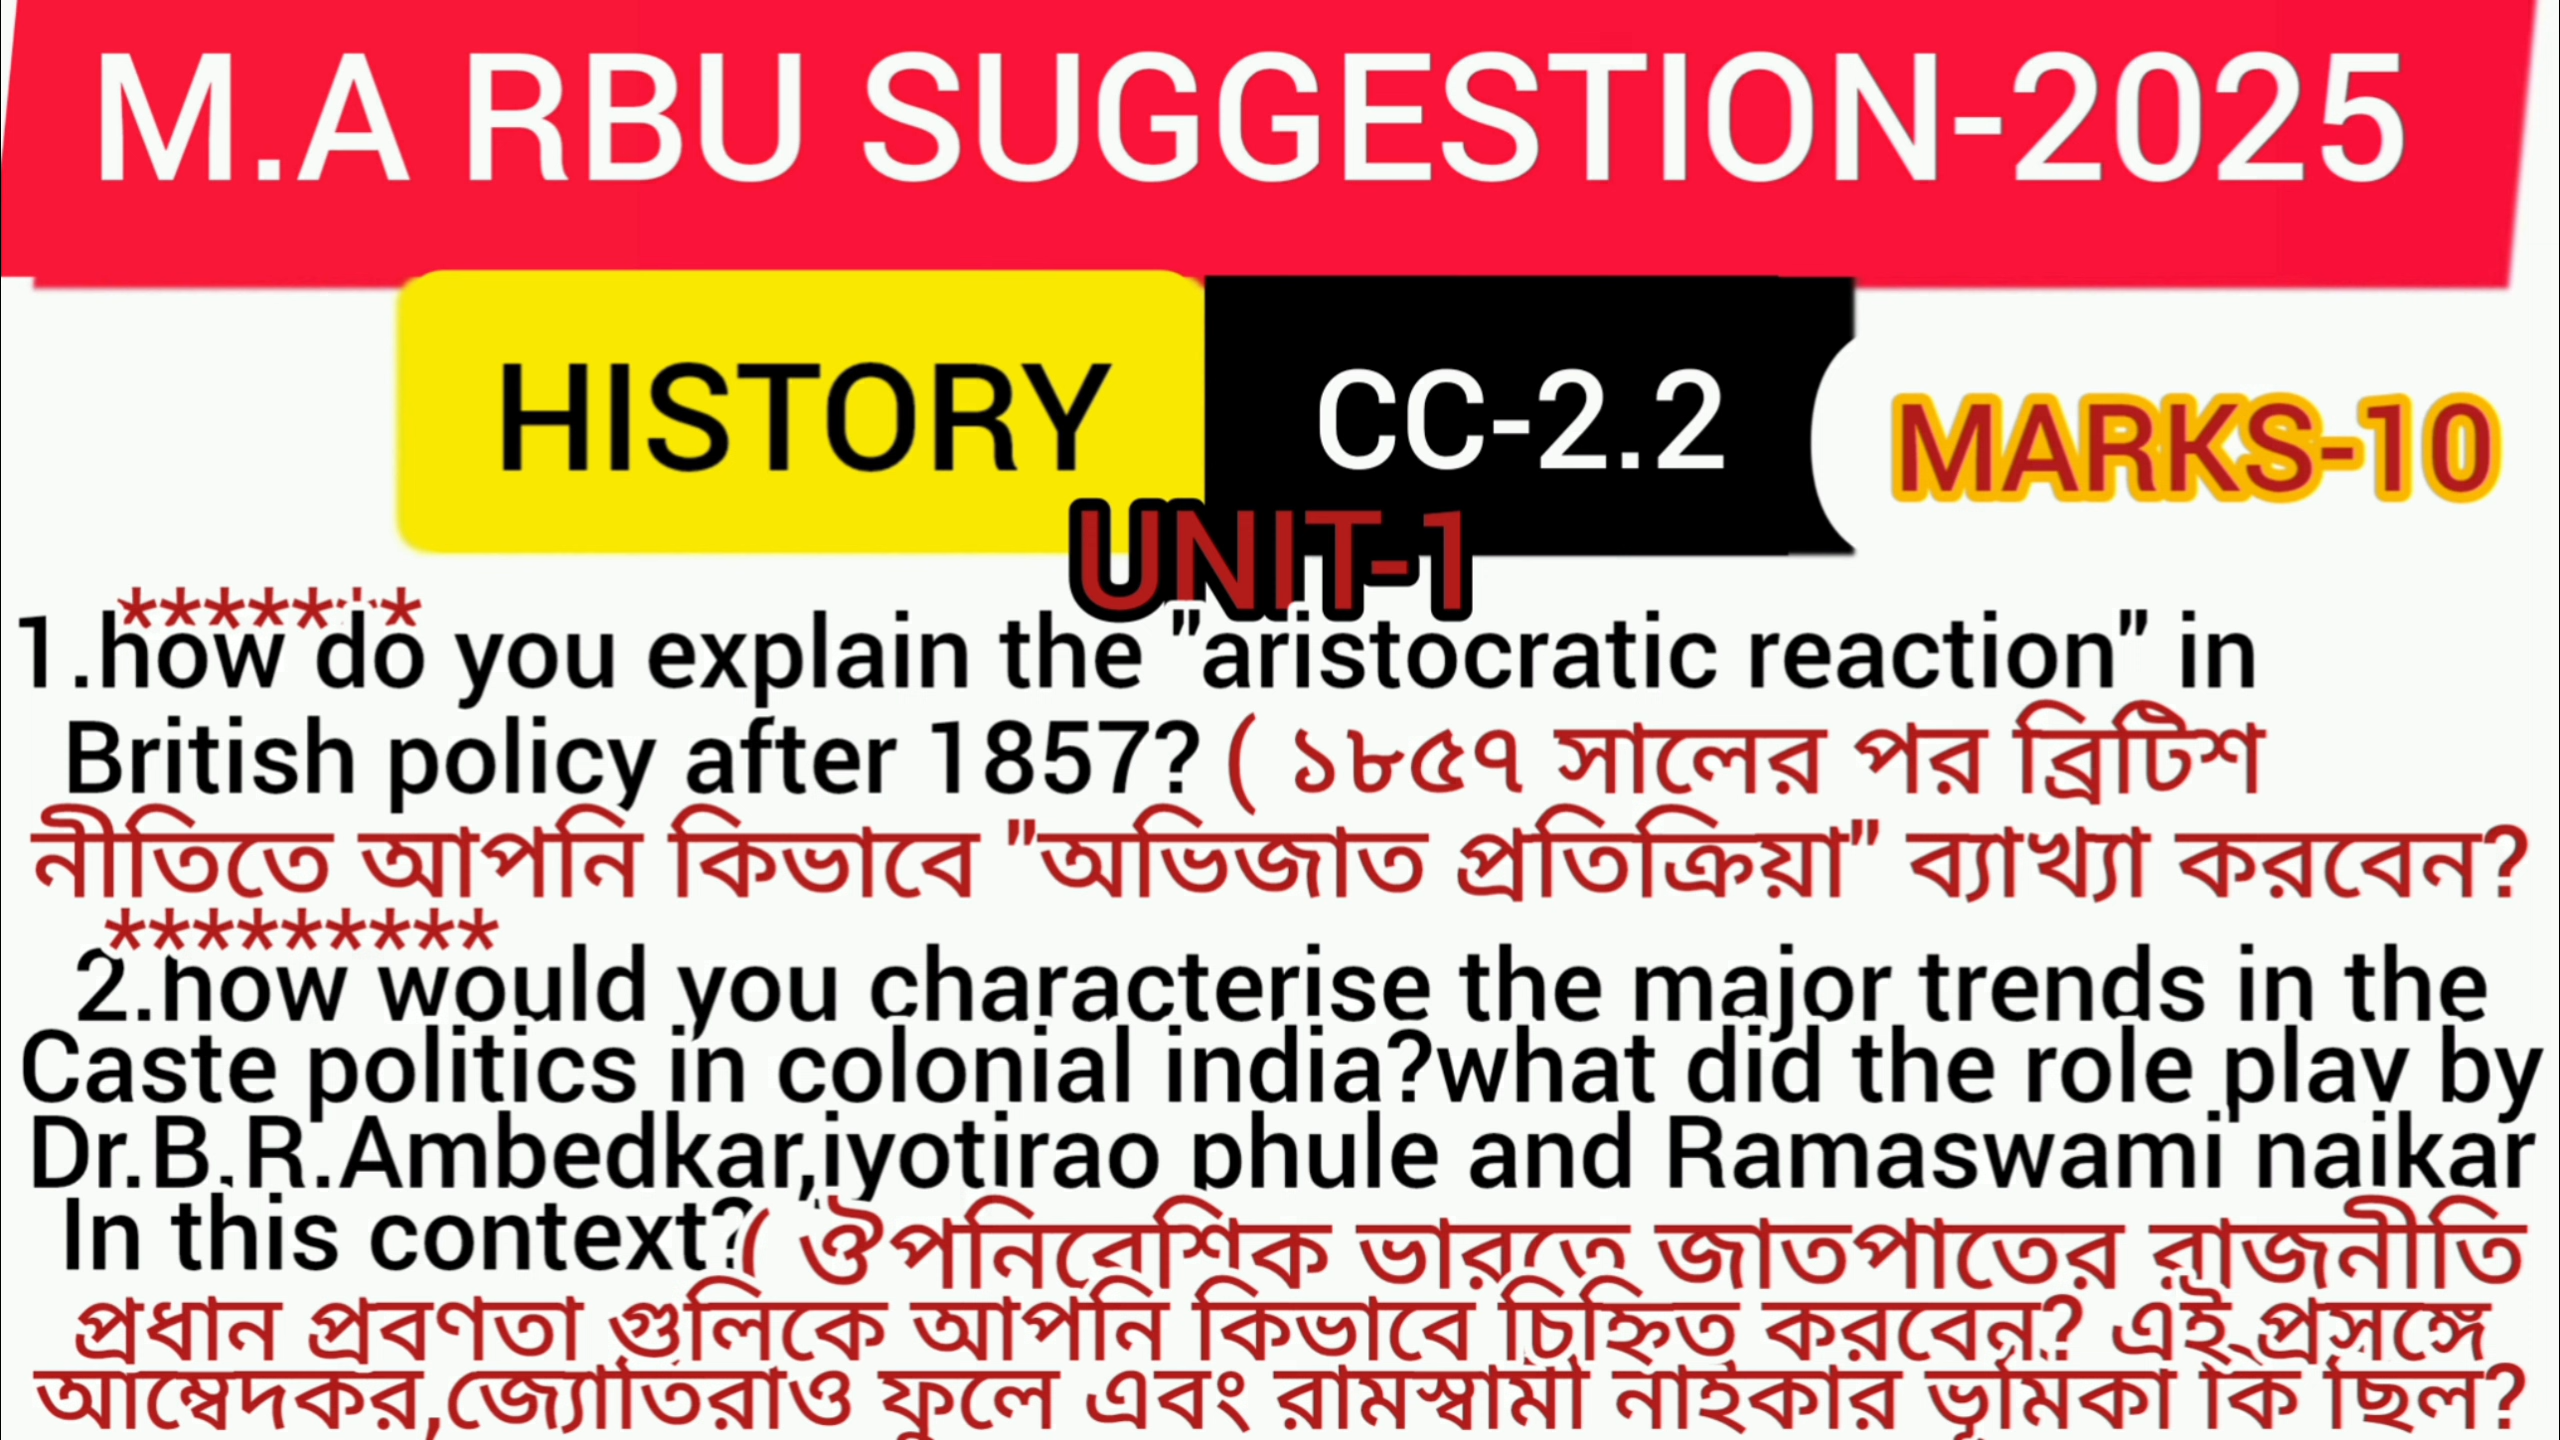 M.A RBU SUGGESTION-2025
HISTORY
CC-2.2
MARKS-10
UNIT-1
*******
1.how do you explain the "aristocratic reaction" in
British policy after 1857? ( ১৮৫৭ সালের পর ব্রিটিশ
নীতিতে আপনি কিভাবে "অভিজাত প্রতিক্রিয়া" ব্যাখ্যা করবেন?
*********
2.how would you characterise the major trends in the
Caste politics in colonial india?what did the role play by
Dr.B.R.Ambedkar,jyotirao phule and Ramaswami naikar
In this context? ( ঔপনিবেশিক ভারতে জাতপাতের রাজনীতি
প্রধান প্রবণতা গুলিকে আপনি কিভাবে চিহ্নিত করবেন? এই প্রসঙ্গে
আম্বেদকর,জ্যোতিরাও ফুলে এবং রামস্বামী নাইকার ভূমিকা কি ছিল?